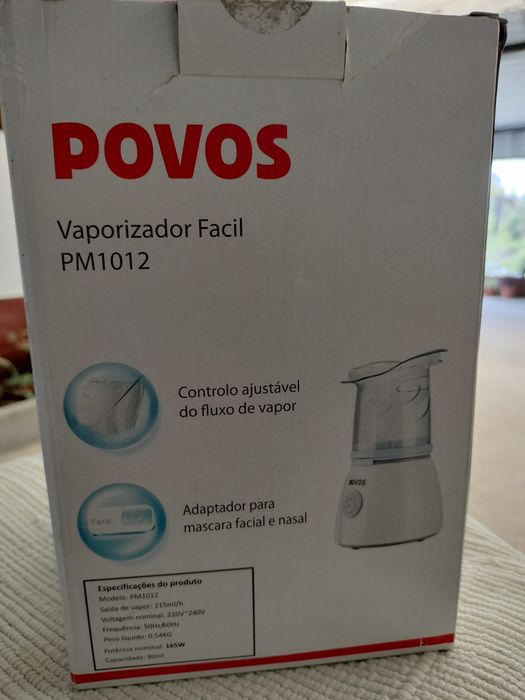 POVOS
Vaporizador Facil
PM1012
Controlo ajustável
do fluxo de vapor
POVOS
Adaptador para
mascara facial e nasal
Especificações do produto
Modelo: PM1012
Saída de vapor: 215ml/h
Voltagem nominal: 220V~240V
Frequência: 50Hz/60Hz
Peso líquido: 0.54KG
Potência nominal: 165W
Capacidade: 80ml